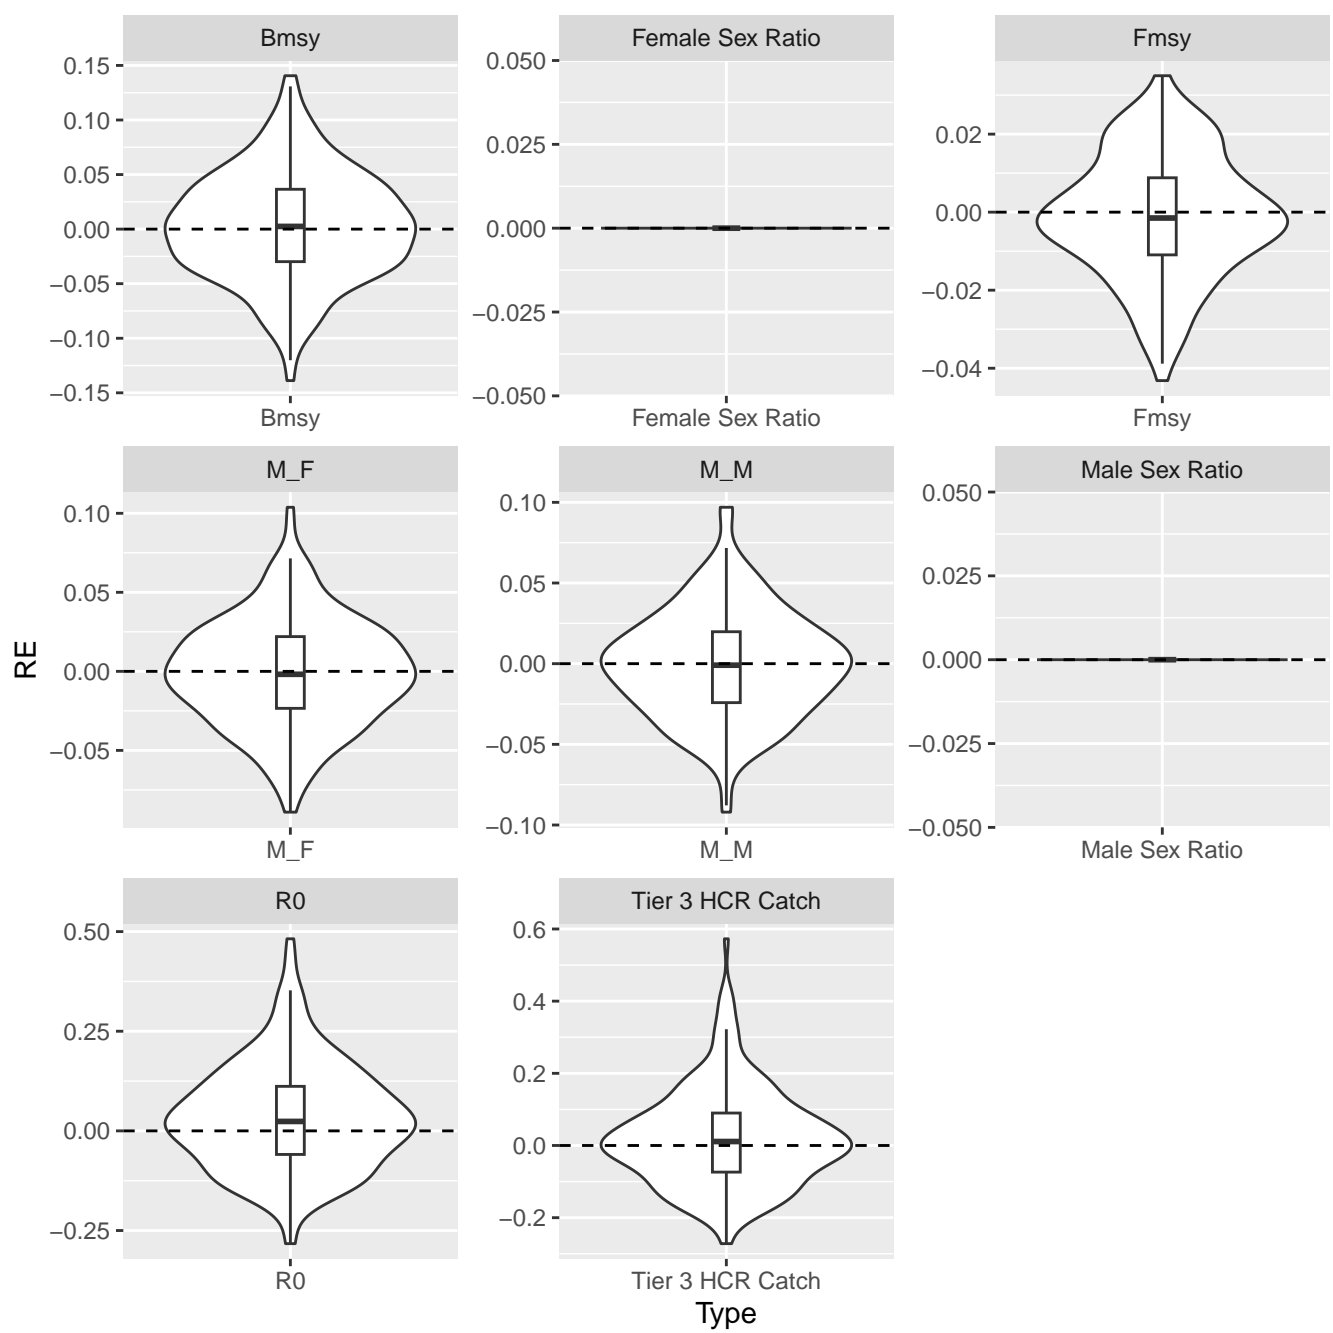 Bmsy
Female Sex Ratio
Fmsy
0.15
0.10
0.05
0.00
−0.05
−0.10
−0.15
0.050
0.025
0.000
−0.025
−0.050
0.02
0.00
−0.02
−0.04
Bmsy
Female Sex Ratio
Fmsy
M_F
M_M
Male Sex Ratio
0.10
0.05
0.00
−0.05
0.10
0.05
0.00
−0.05
−0.10
0.050
0.025
0.000
−0.025
−0.050
M_F
M_M
Male Sex Ratio
RE
R0
Tier 3 HCR Catch
0.50
0.25
0.00
−0.25
0.6
0.4
0.2
0.0
−0.2
R0
Tier 3 HCR Catch
Type